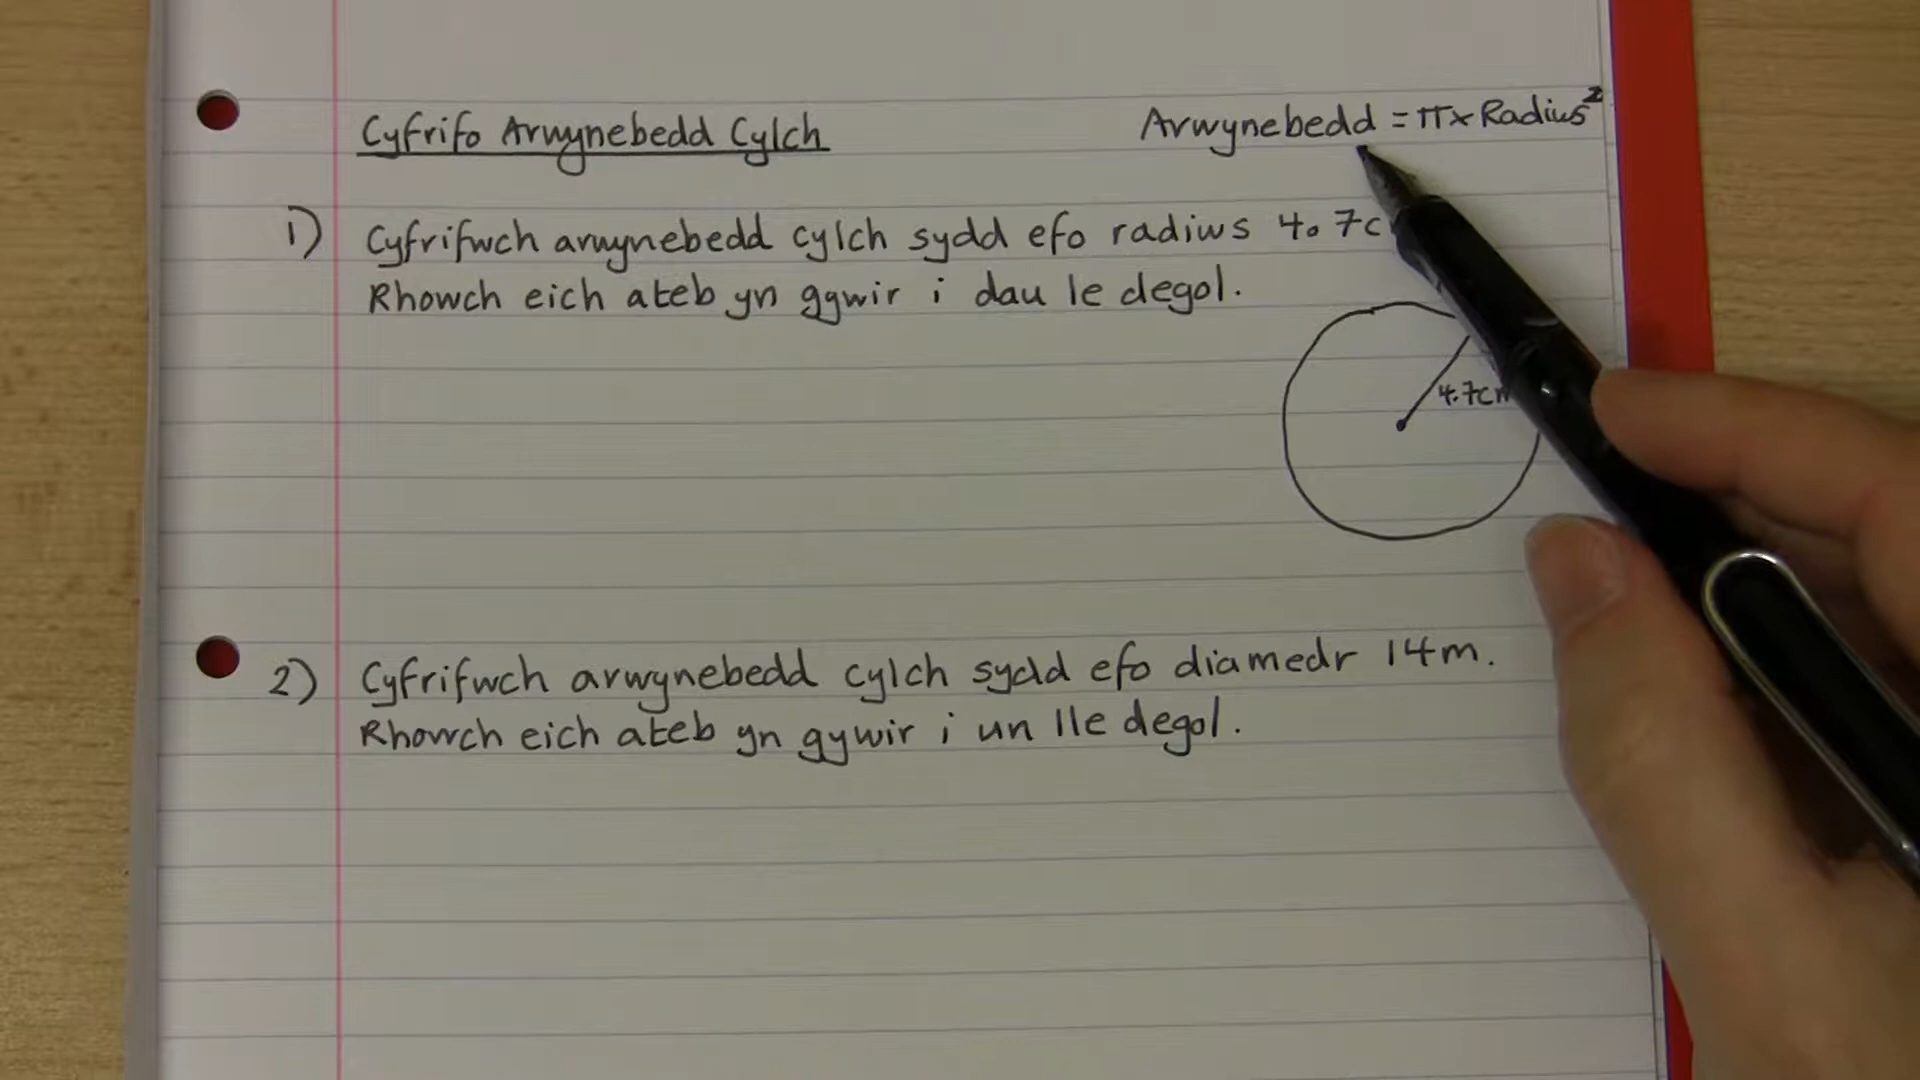 Cyfrifo Arwynebedd Cylch
Arwynebedd = π x Radiws²
1) Cyfrifwch arwynebedd cylch sydd efo radiws 4.7c
Rhowch eich ateb yn gywir i dau le degol.
4.7cm
2) Cyfrifwch arwynebedd cylch sydd efo diamedr 14m.
Rhowch eich ateb yn gywir i un lle degol.